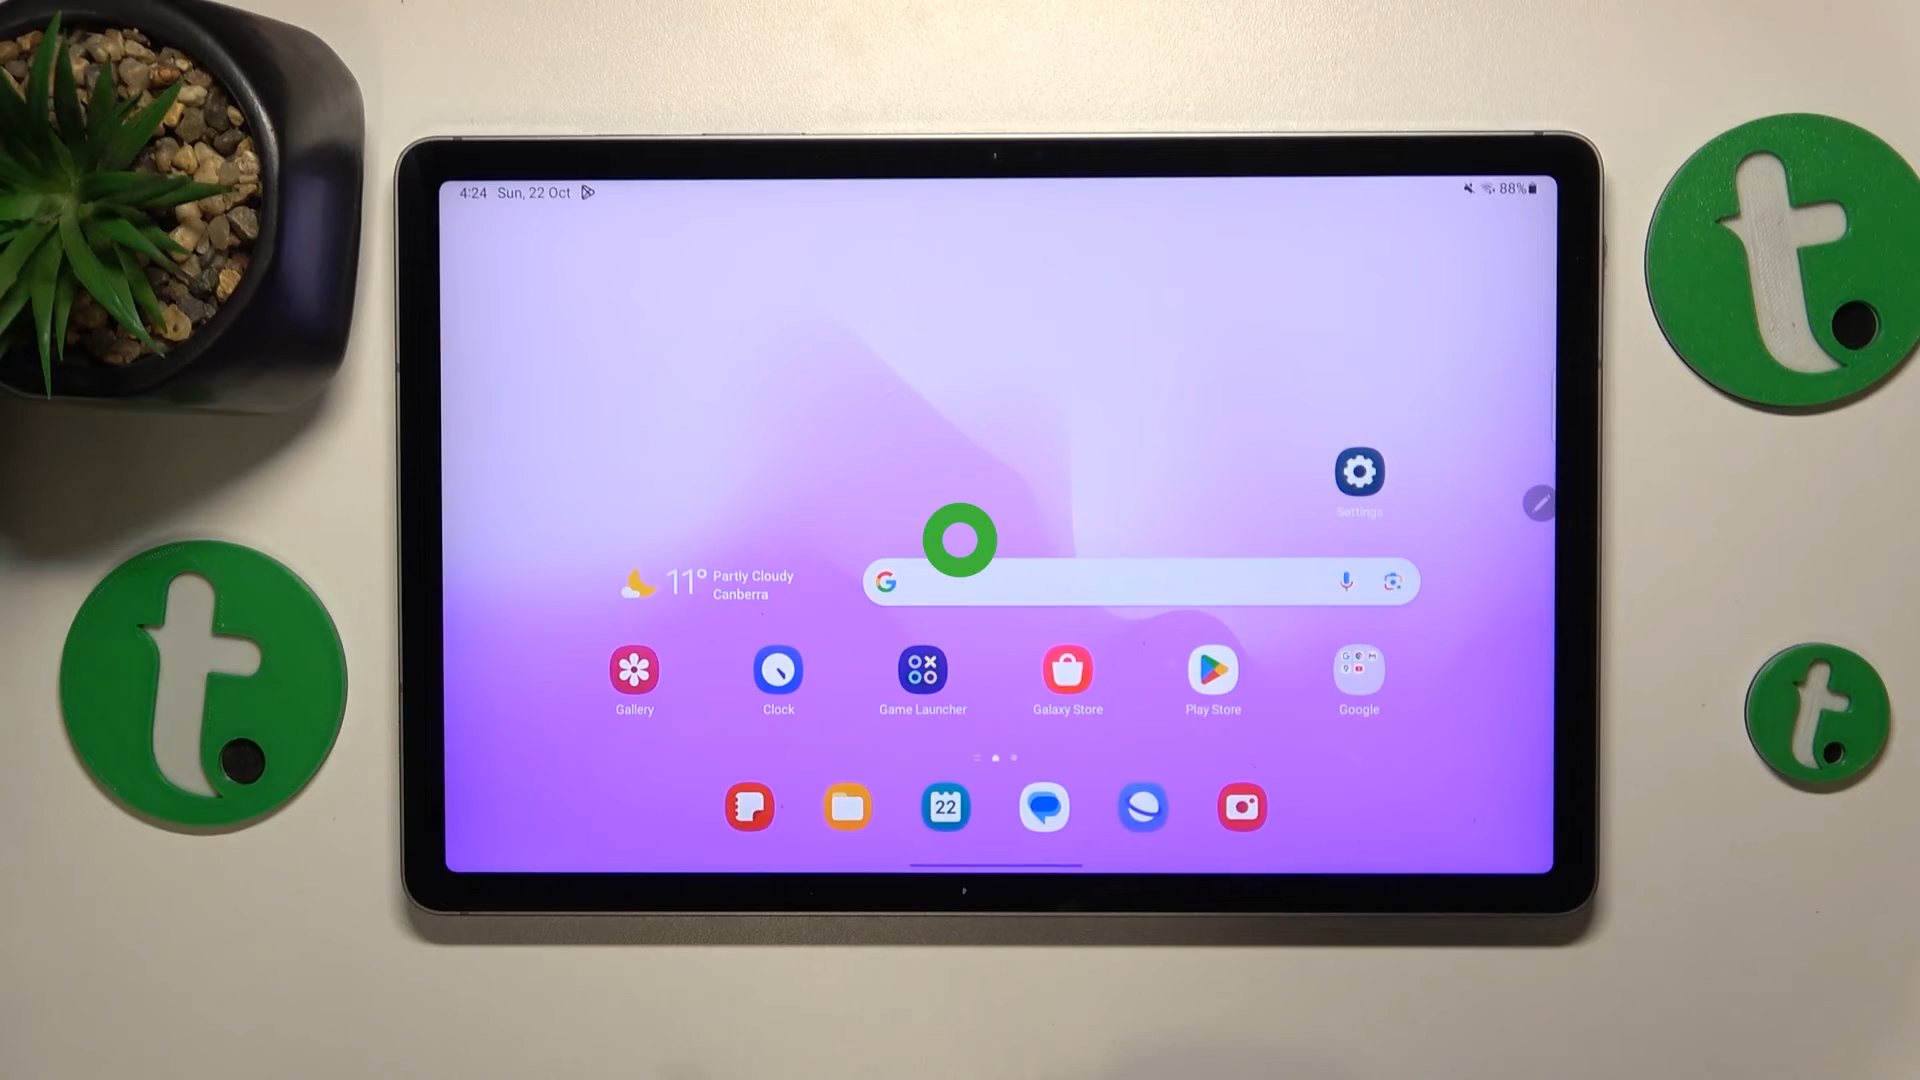 4:24 Sun, 22 Oct
88%
Settings
11° Partly Cloudy
Canberra
Gallery
Clock
Game Launcher
Galaxy Store
Play Store
Google
22
t
t
t